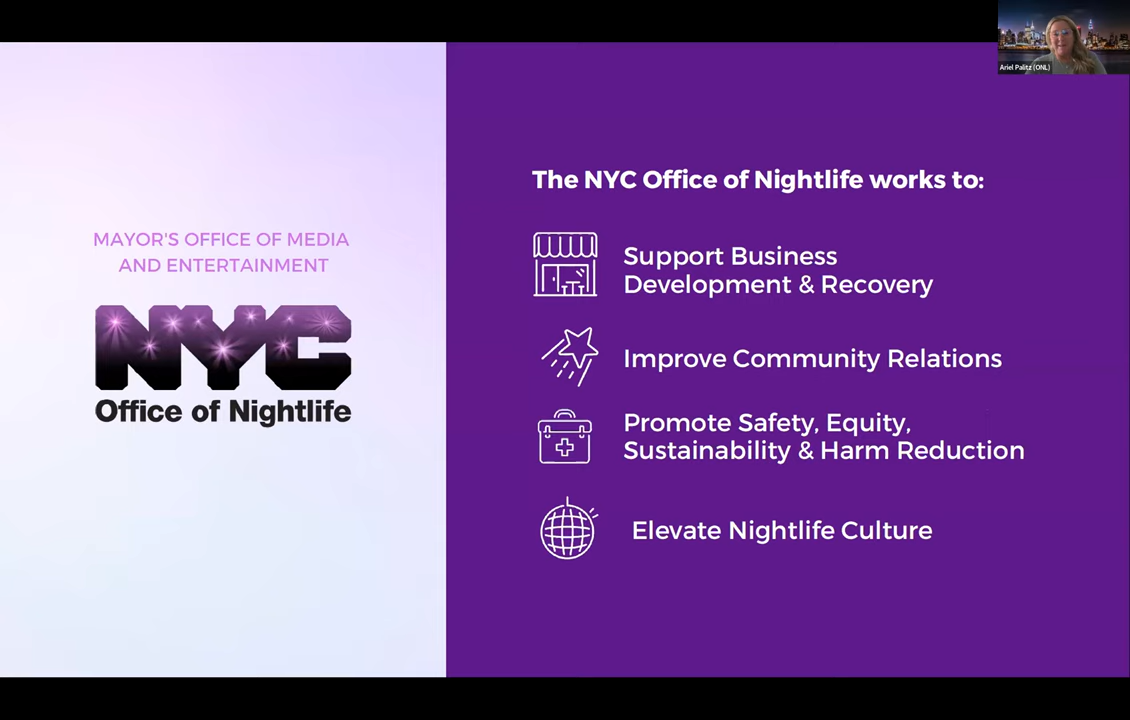 Ariel Palitz (ONL)
MAYOR'S OFFICE OF MEDIA
AND ENTERTAINMENT
NYC
Office of Nightlife
The NYC Office of Nightlife works to:
Support Business
Development & Recovery
Improve Community Relations
Promote Safety, Equity,
Sustainability & Harm Reduction
Elevate Nightlife Culture